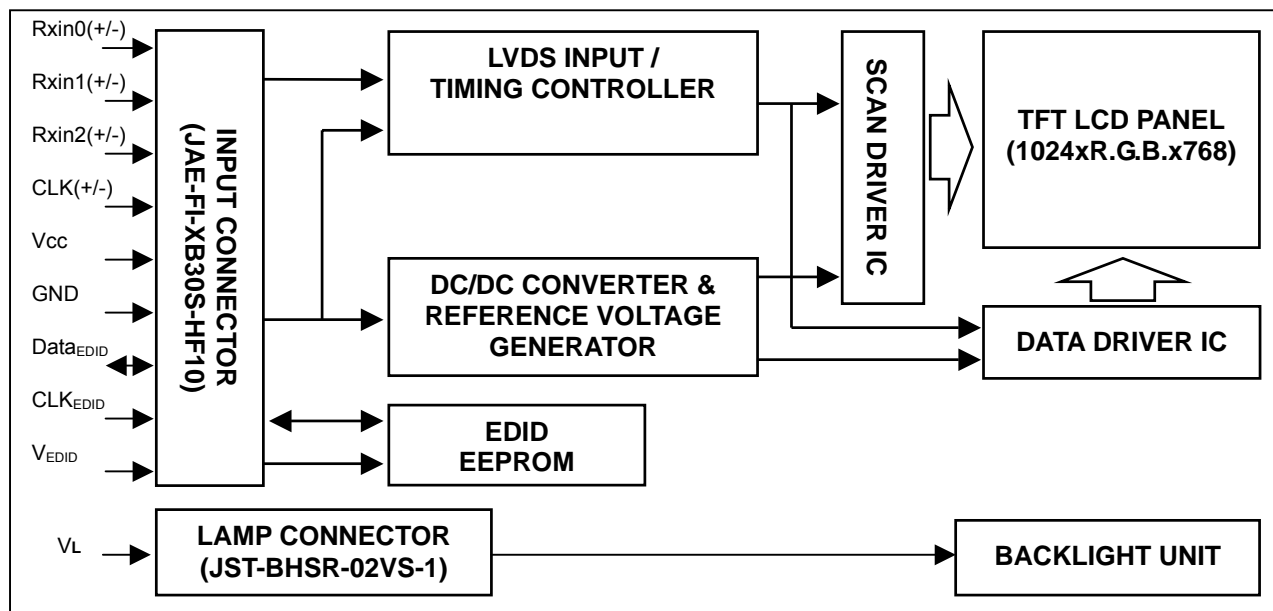 Rxin0(+/-)
Rxin1(+/-)
Rxin2(+/-)
CLK(+/-)
Vcc
GND
DataEDID
CLKEDID
VEDID
VL
INPUT CONNECTOR
(JAE-FI-XB30S-HF10)
LVDS INPUT /
TIMING CONTROLLER
DC/DC CONVERTER &
REFERENCE VOLTAGE
GENERATOR
EDID
EEPROM
SCAN DRIVER IC
TFT LCD PANEL
(1024xR.G.B.x768)
DATA DRIVER IC
LAMP CONNECTOR
(JST-BHSR-02VS-1)
BACKLIGHT UNIT